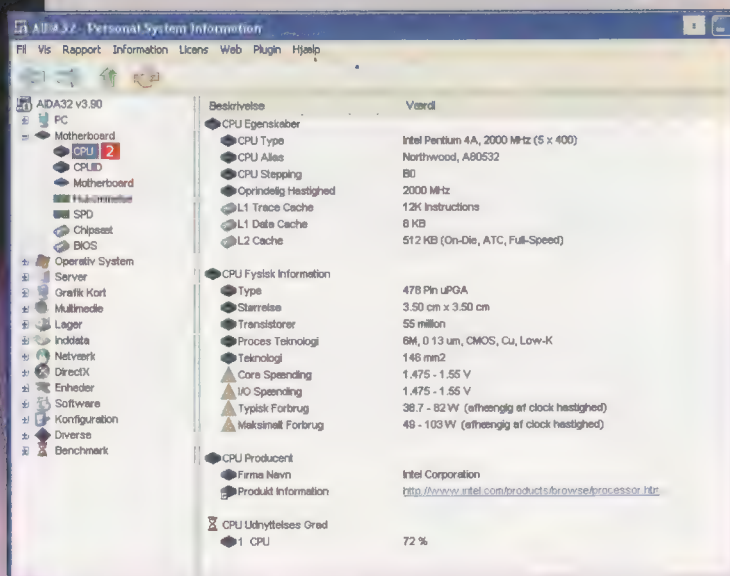 AIDA32 - Personal System Information
Fil Vis Rapport Information Licens Web Plugin Hjælp
AIDA32 v3.90
PC
Motherboard
CPU 2
CPUID
Motherboard
Hukommelse
SPD
Chipsæt
BIOS
Operativ System
Server
Grafik Kort
Multimedie
Lager
Inddata
Netværk
DirectX
Enheder
Software
Konfiguration
Diverse
Benchmark
Beskrivelse Værdi
CPU Egenskaber
CPU Type Intel Pentium 4A, 2000 MHz (5 x 400)
CPU Alias Northwood, A80532
CPU Stepping B0
Oprindelig Hastighed 2000 MHz
L1 Trace Cache 12K Instructions
L1 Data Cache 8 KB
L2 Cache 512 KB (On-Die, ATC, Full-Speed)
CPU Fysisk Information
Type 478 Pin uPGA
Størrelse 3.50 cm x 3.50 cm
Transistorer 55 million
Proces Teknologi 6M, 0.13 um, CMOS, Cu, Low-K
Teknologi 146 mm2
Core Spænding 1.475 - 1.55 V
I/O Spænding 1.475 - 1.55 V
Typisk Forbrug 38.7 - 82 W (afhængig af clock hastighed)
Maksimalt Forbrug 49 - 103 W (afhængig af clock hastighed)
CPU Producent
Firma Navn Intel Corporation
Produkt Information http://www.intel.com/products/browse/processor.htm
CPU Udnyttelses Grad
1 CPU 72 %